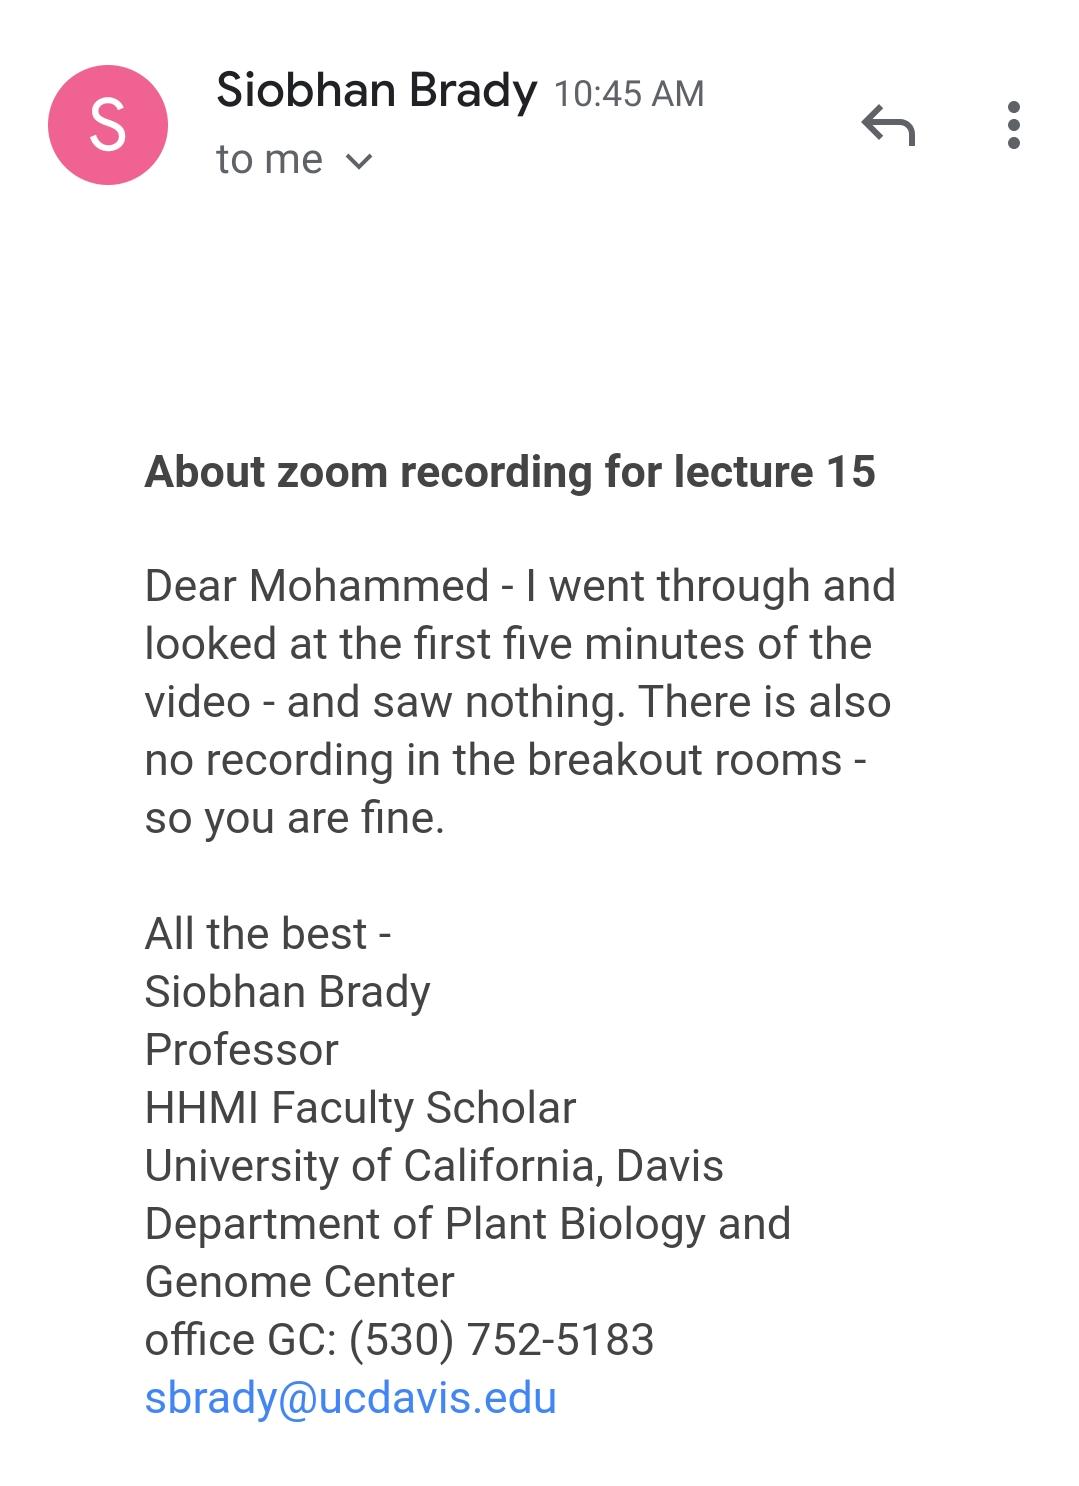 S
Siobhan Brady 10:45 AM
to me
About zoom recording for lecture 15
Dear Mohammed - I went through and
looked at the first five minutes of the
video - and saw nothing. There is also
no recording in the breakout rooms -
so you are fine.
All the best -
Siobhan Brady
Professor
HHMI Faculty Scholar
University of California, Davis
Department of Plant Biology and
Genome Center
office GC: (530) 752-5183
sbrady@ucdavis.edu